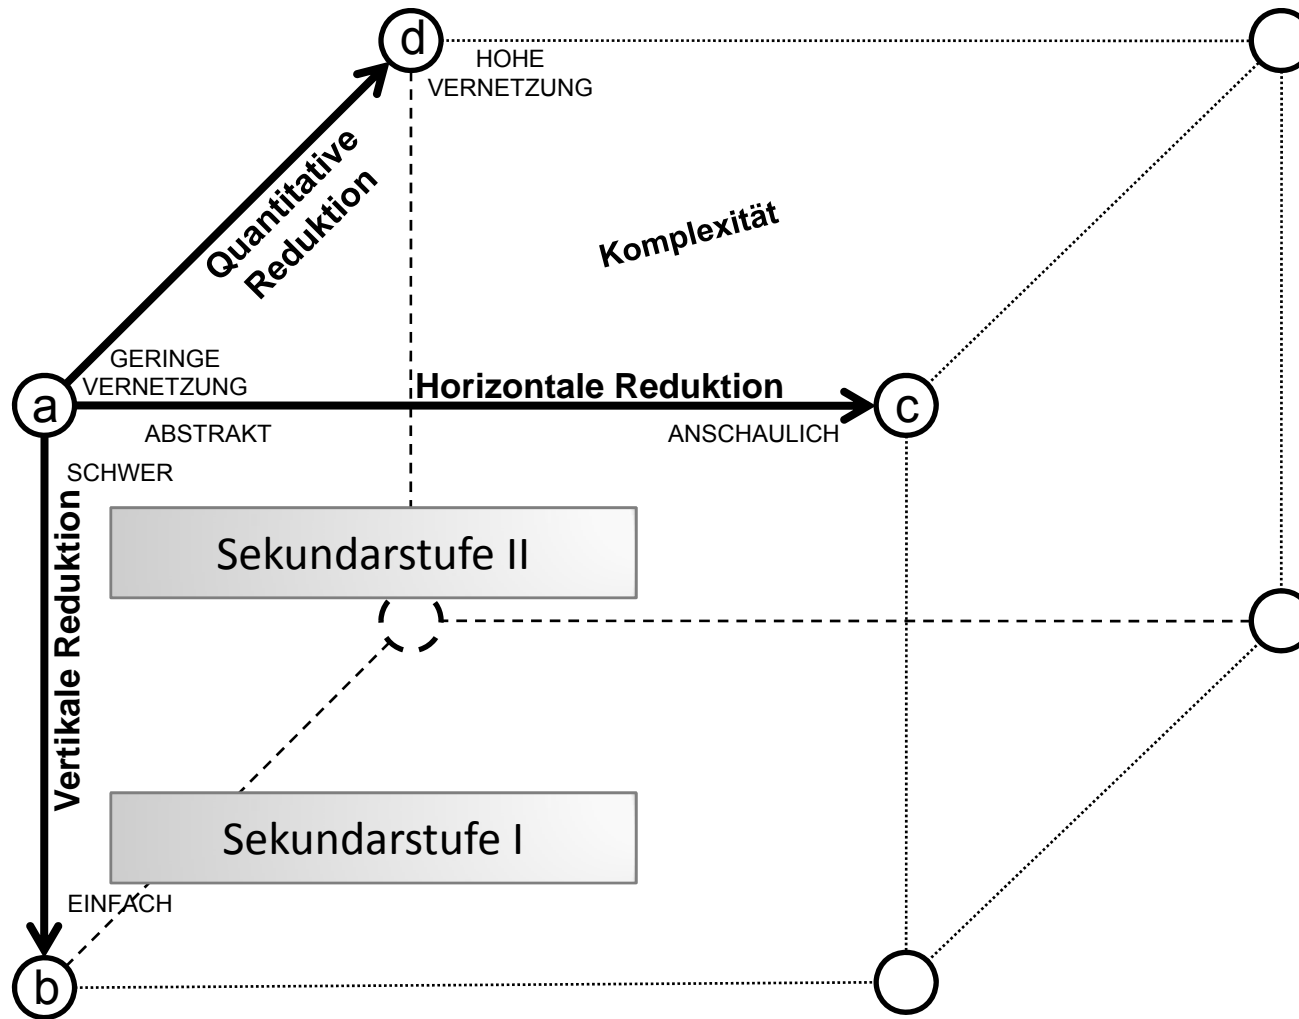 d
HOHE
VERNETZUNG
Quantitative
Reduktion
Komplexität
GERINGE
VERNETZUNG
a
Horizontale Reduktion
c
ABSTRAKT
ANSCHAULICH
SCHWER
Vertikale Reduktion
Sekundarstufe II
Sekundarstufe I
EINFACH
b